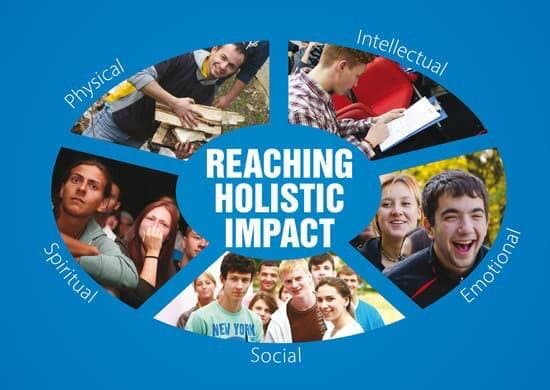 Physical
Intellectual
REACHING
HOLISTIC
IMPACT
Spiritual
Emotional
NEW YORK
Social